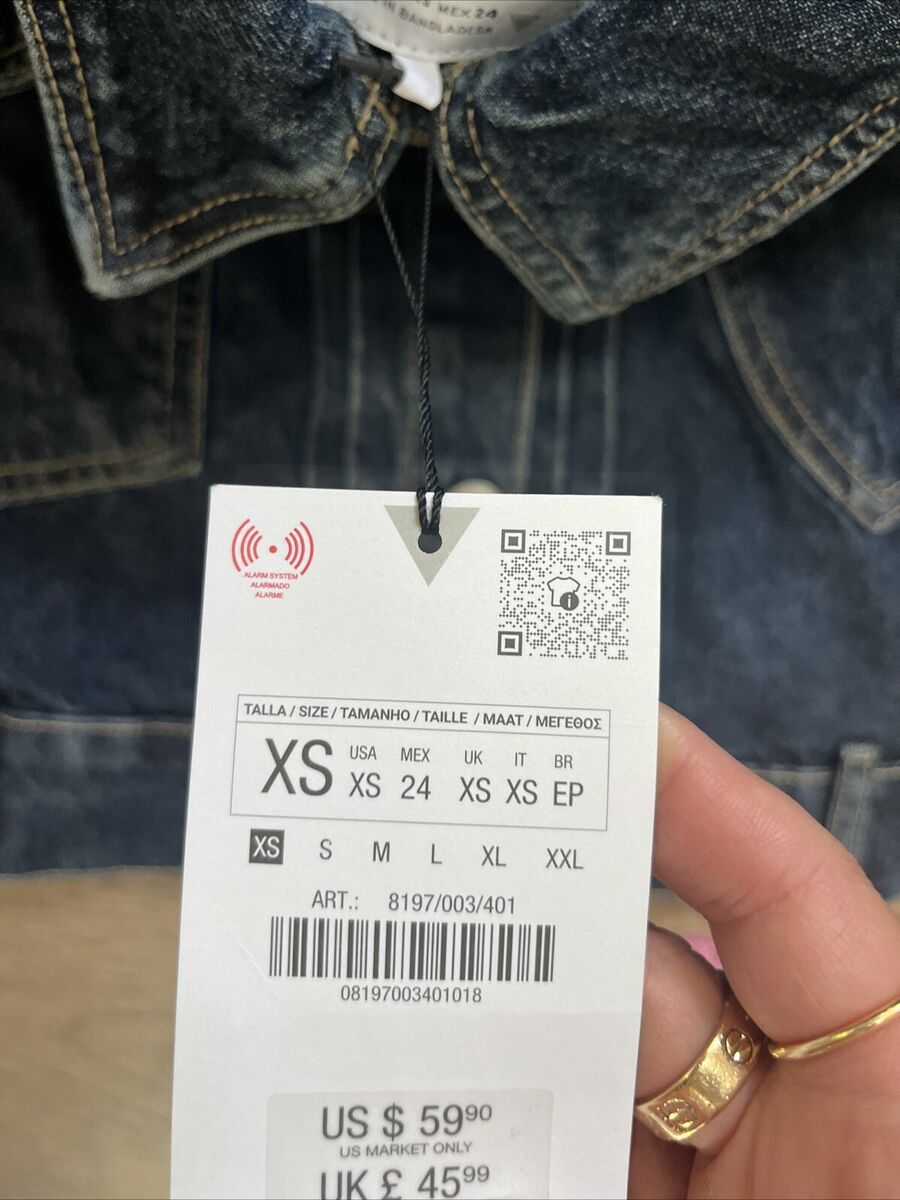 MEX 24
BANGLADESH
ALARM SYSTEM
ALARMADO
ALARME
TALLA / SIZE / TAMANHO / TAILLE / MAAT / ΜΕΓΕΘΟΣ
XS USA XS MEX 24 UK XS IT XS BR EP
XS S M L XL XXL
ART.: 8197/003/401
08197003401018
US $ 59⁹⁰
US MARKET ONLY
UK £ 45⁹⁹